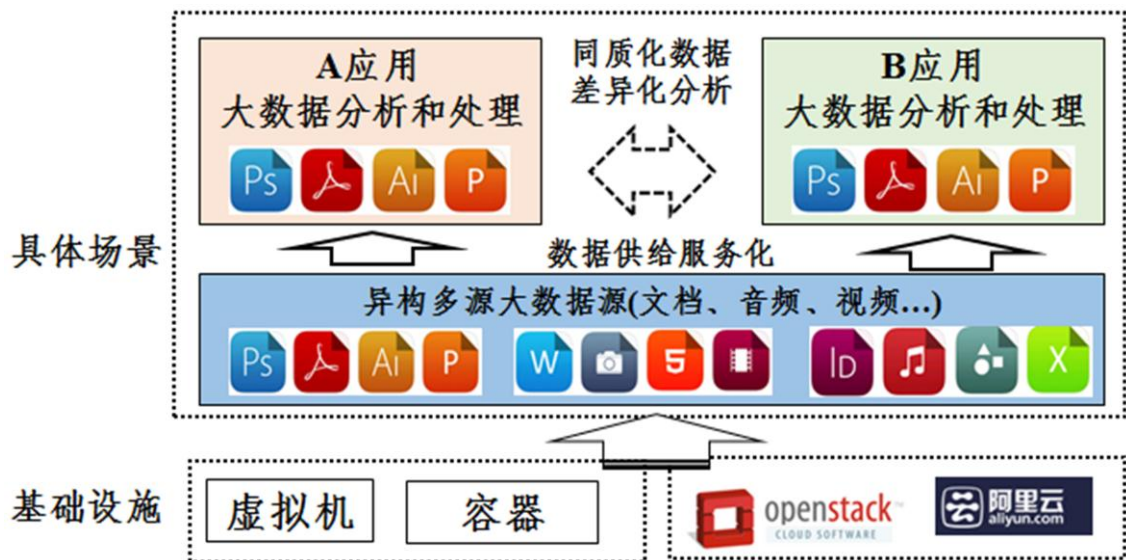 A应用
大数据分析和处理
Ps Ai P
同质化数据
差异化分析
B应用
大数据分析和处理
Ps Ai P
具体场景
数据供给服务化
异构多源大数据源(文档、音频、视频...)
Ps Ai P W 5 ID X
基础设施
虚拟机
容器
openstack™
CLOUD SOFTWARE
阿里云
aliyun.com